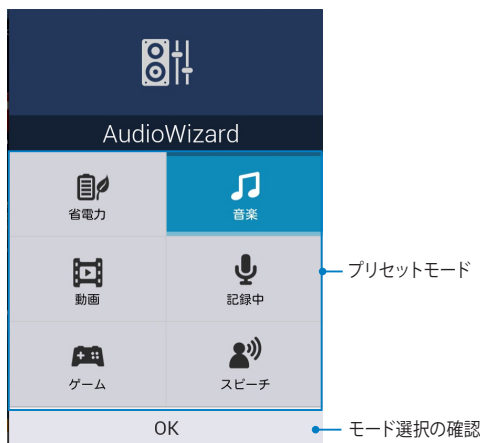 AudioWizard
省電力
音楽
動画
記録中
プリセットモード
ゲーム
スピーチ
OK
モード選択の確認